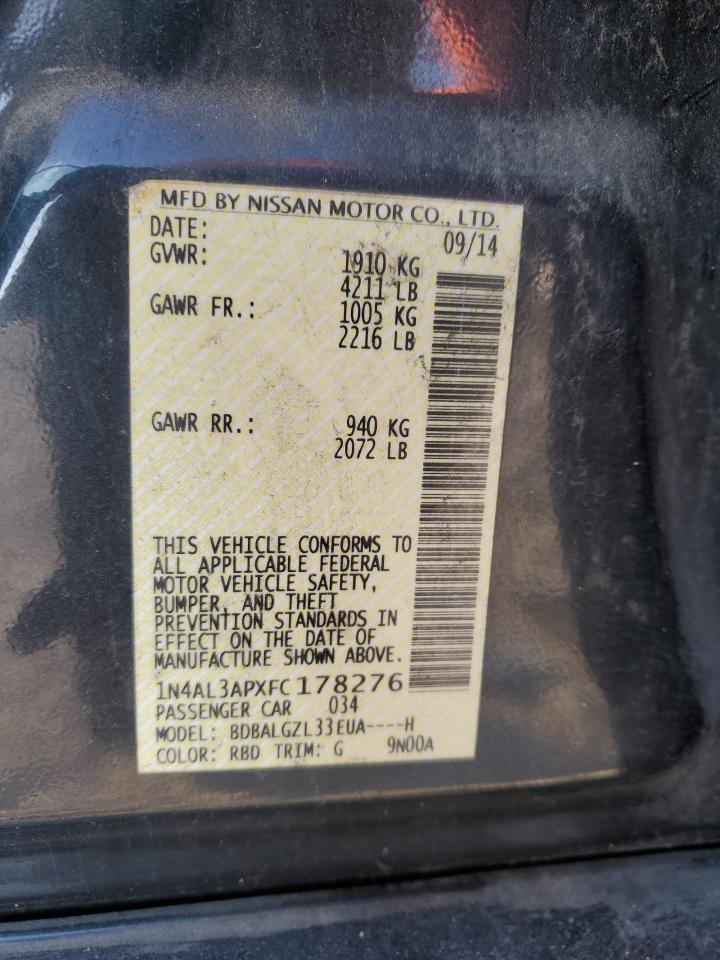 MFD BY NISSAN MOTOR CO., LTD.
DATE: 09/14
GVWR: 1910 KG
4211 LB
GAWR FR.: 1005 KG
2216 LB
GAWR RR.: 940 KG
2072 LB
THIS VEHICLE CONFORMS TO
ALL APPLICABLE FEDERAL
MOTOR VEHICLE SAFETY,
BUMPER, AND THEFT
PREVENTION STANDARDS IN
EFFECT ON THE DATE OF
MANUFACTURE SHOWN ABOVE.
1N4AL3APXFC178276
PASSENGER CAR 034
MODEL: BDBALGZL33EUA----H
COLOR: RBD TRIM: G 9N00A